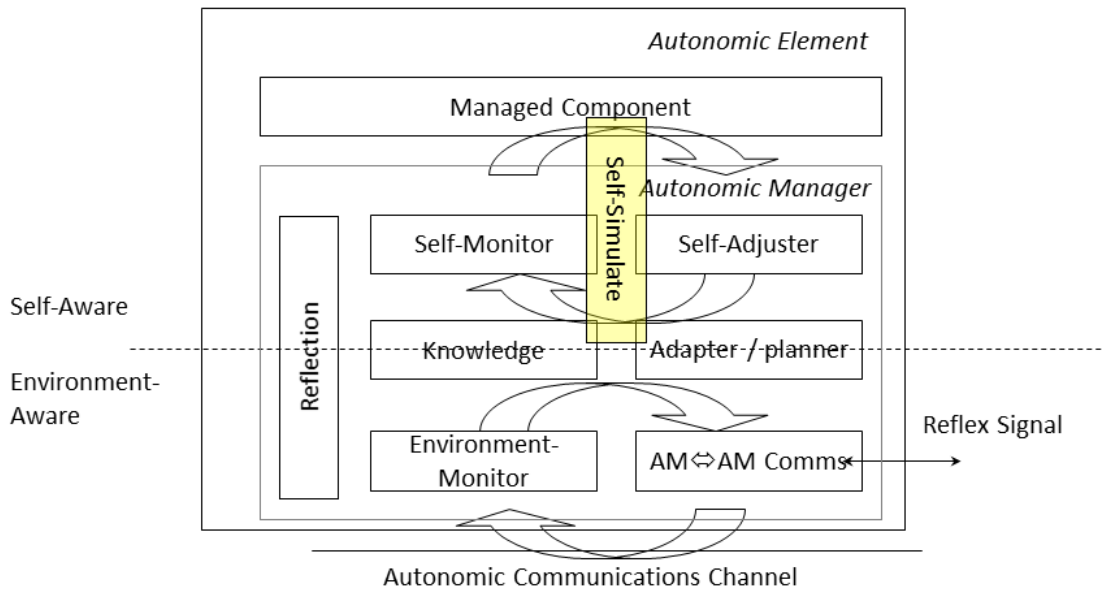 Autonomic Element
Managed Component
Self-Simulate
Autonomic Manager
Self-Monitor
Self-Adjuster
Self-Aware
Reflection
Knowledge
Adapter / planner
Environment-
Aware
Environment-
Monitor
AM⇔AM Comms
Reflex Signal
Autonomic Communications Channel